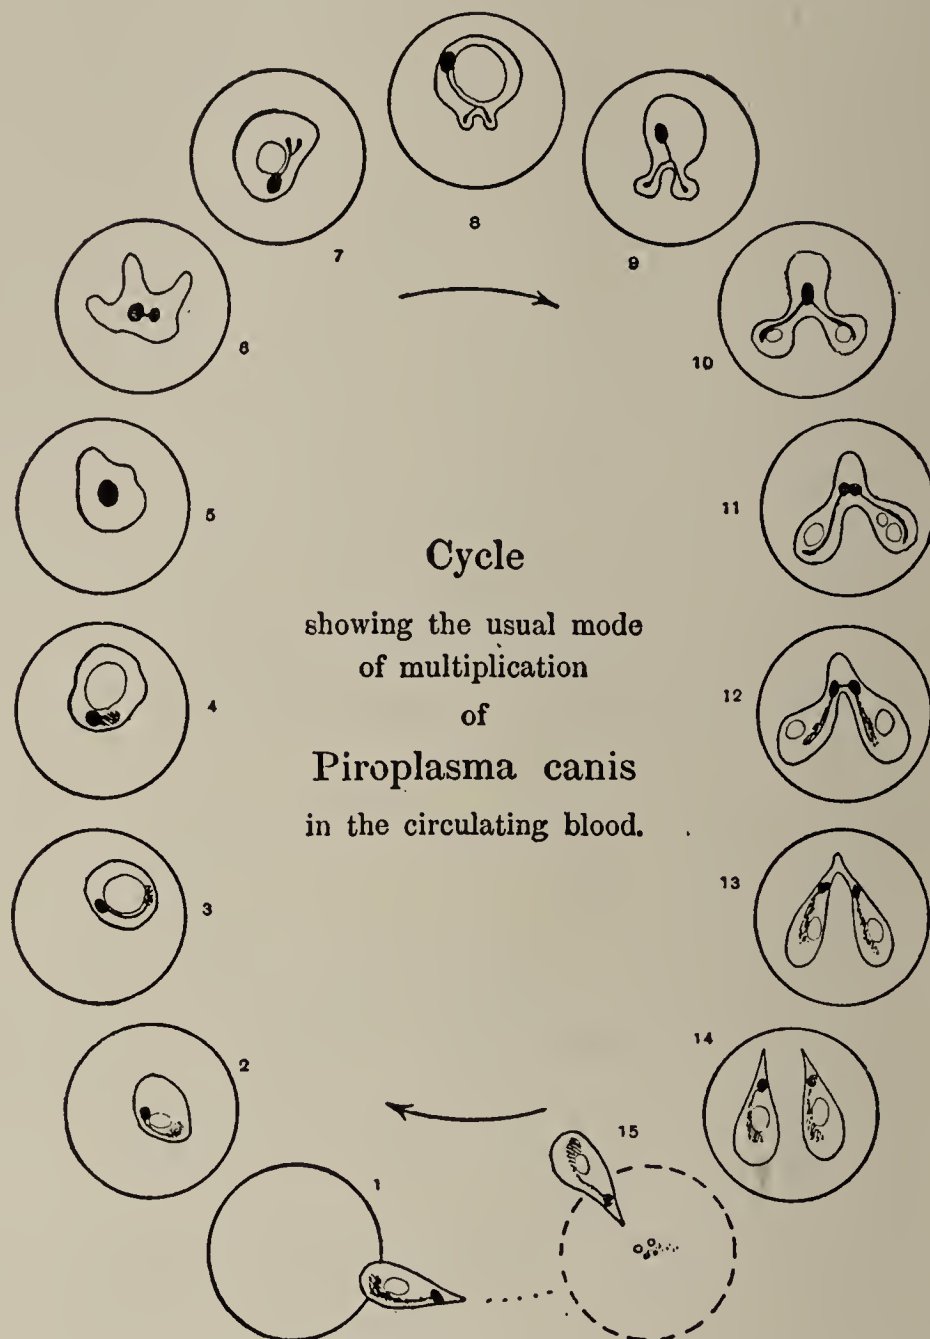 8
7
9
6
10
5
11
Cycle
showing the usual mode
of multiplication
of
Piroplasma canis
in the circulating blood.
4
12
3
13
2
14
15
1